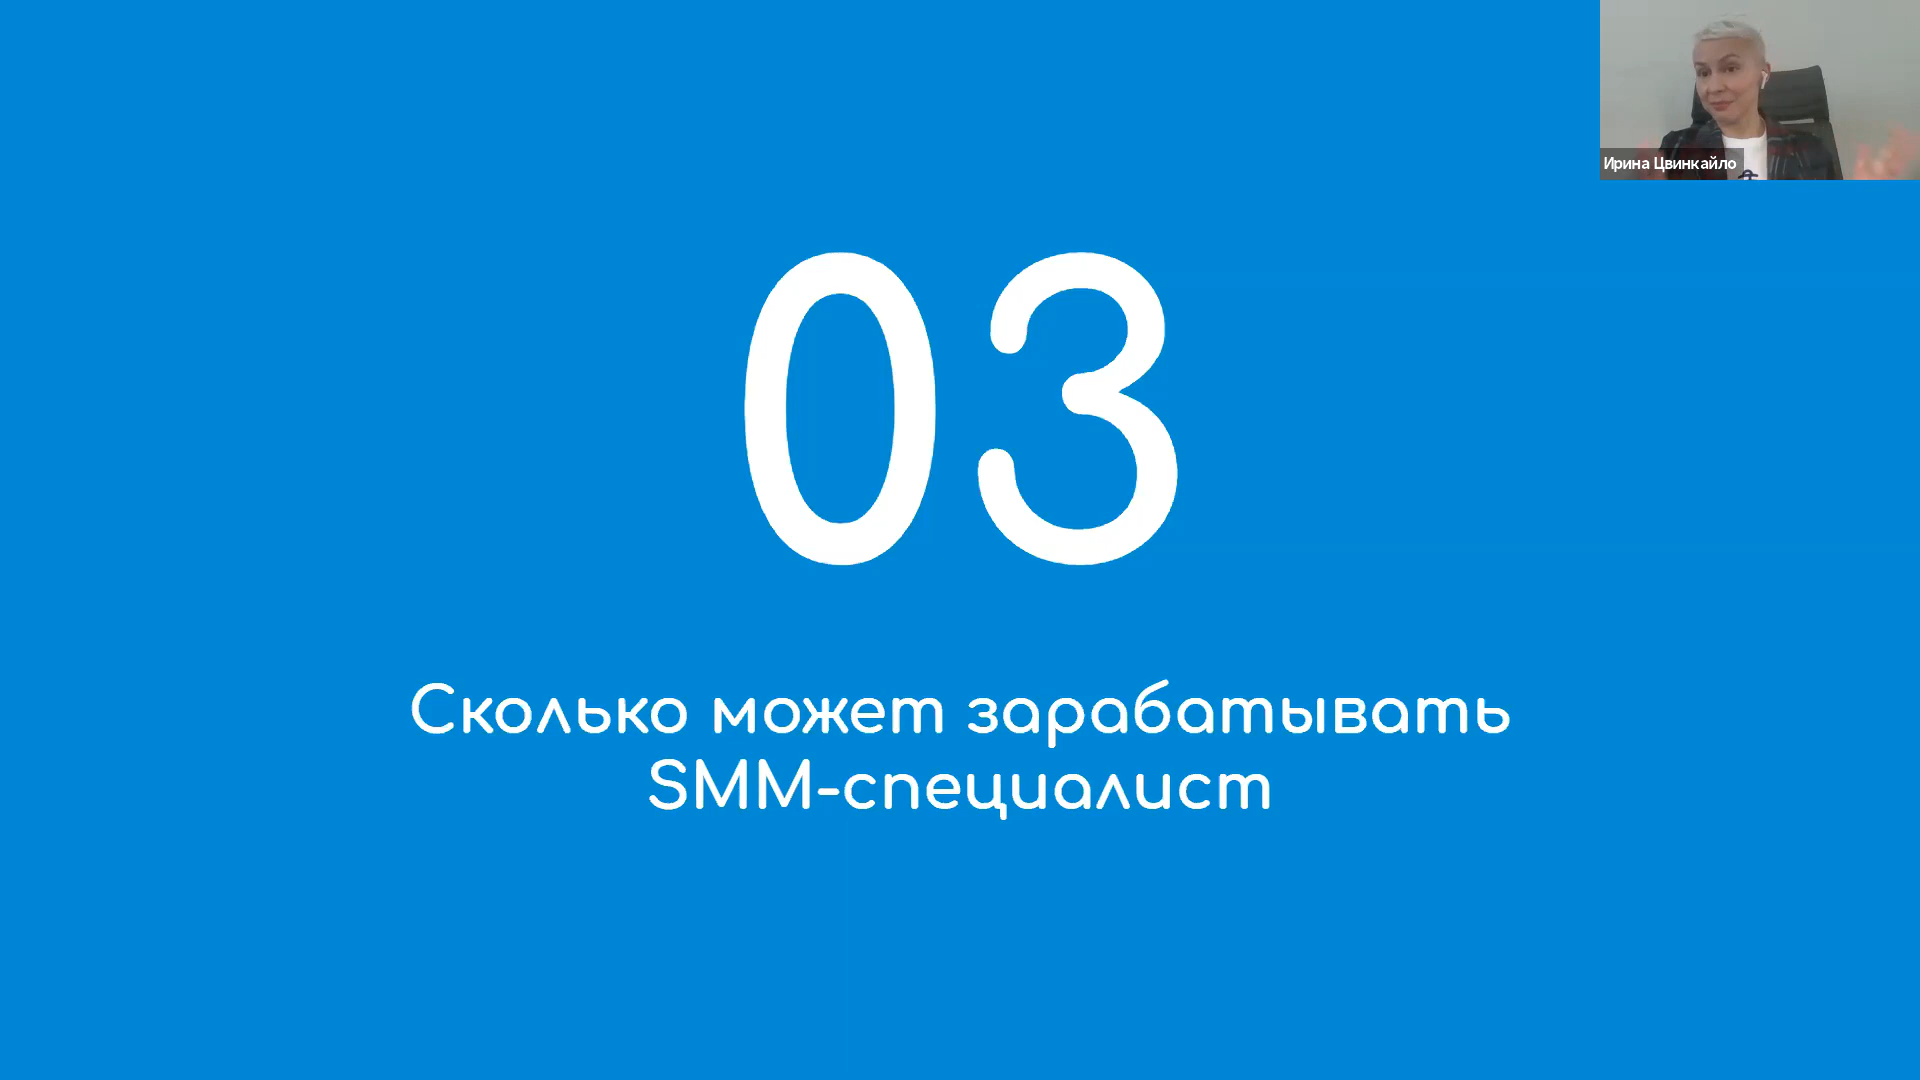 Ирина Цвинкайло
03
Сколько может зарабатывать
SMM-специалист